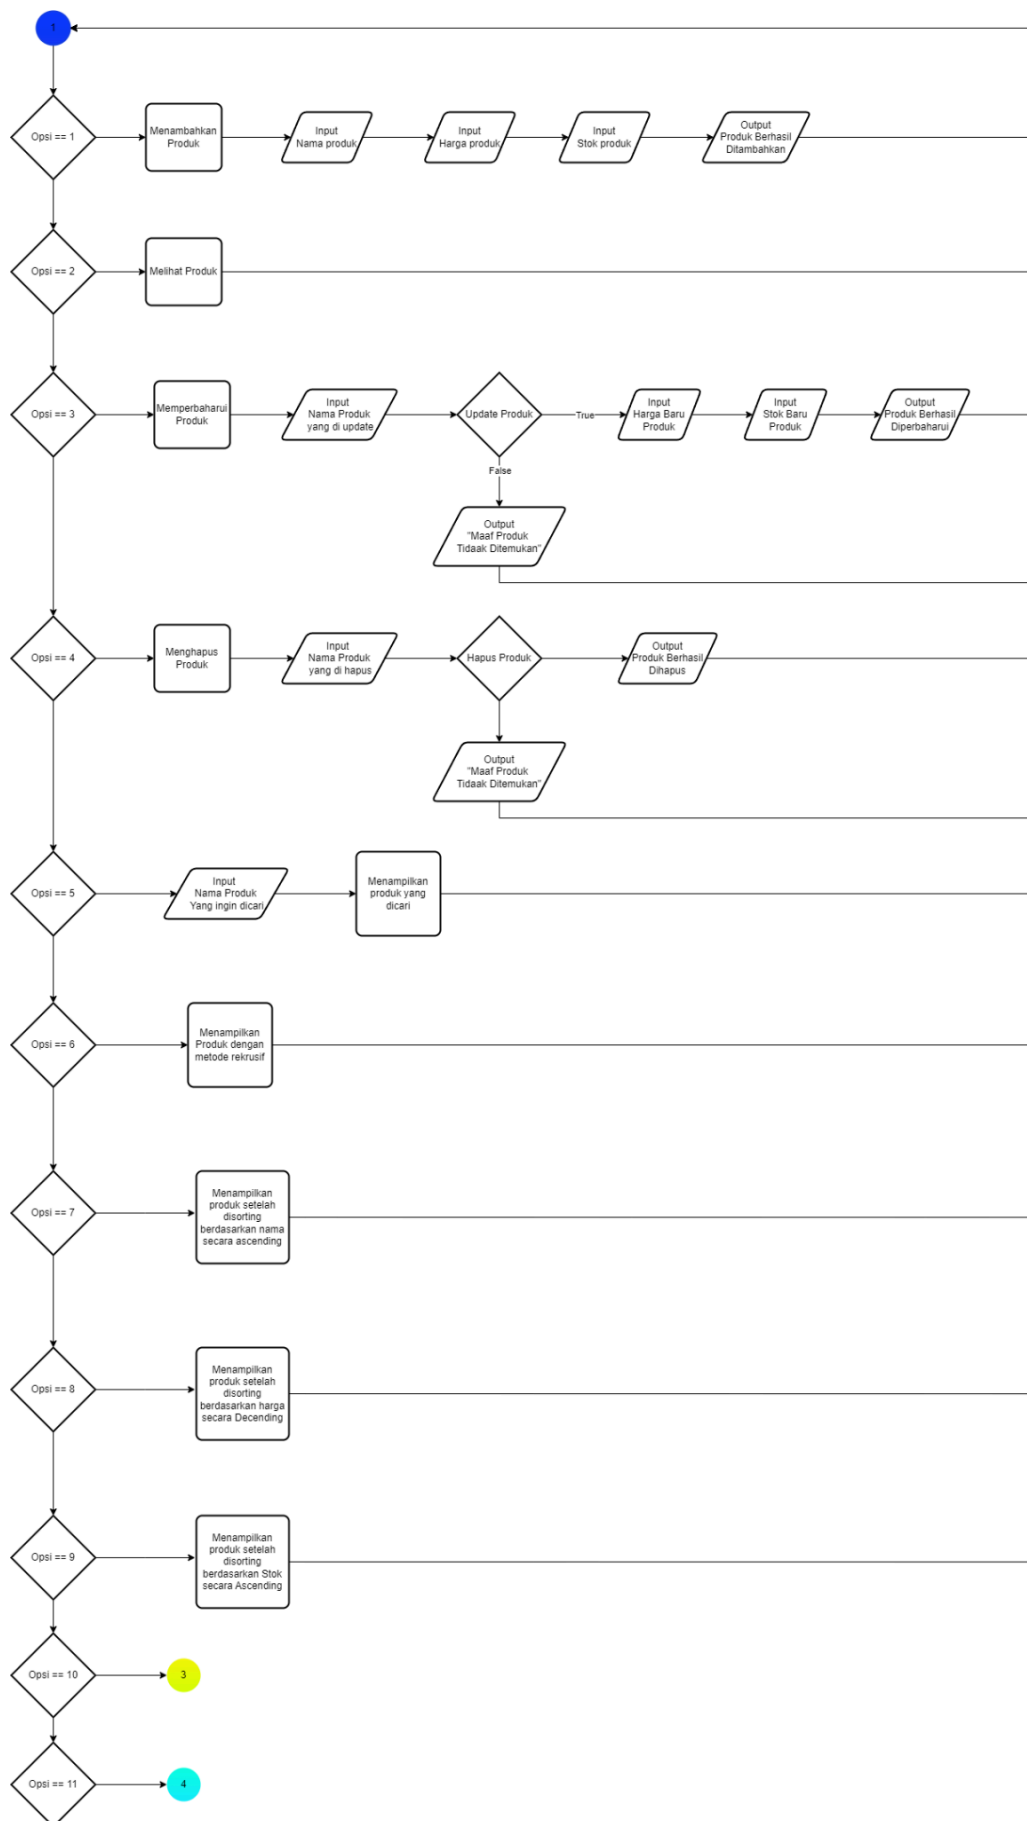 1
Opsi == 1
Menambahkan
Produk
Input
Nama produk
Input
Harga produk
Input
Stok produk
Output
Produk Berhasil
Ditambahkan
Opsi == 2
Melihat Produk
Opsi == 3
Memperbaharui
Produk
Input
Nama Produk
yang di update
Update Produk
True
Input
Harga Baru
Produk
Input
Stok Baru
Produk
Output
Produk Berhasil
Diperbaharui
False
Output
"Maaf Produk
Tidaak Ditemukan"
Opsi == 4
Menghapus
Produk
Input
Nama Produk
yang di hapus
Hapus Produk
Output
Produk Berhasil
Dihapus
Output
"Maaf Produk
Tidaak Ditemukan"
Opsi == 5
Input
Nama Produk
Yang ingin dicari
Menampilkan
produk yang
dicari
Opsi == 6
Menampilkan
Produk dengan
metode rekrusif
Opsi == 7
Menampilkan
produk setelah
disorting
berdasarkan nama
secara ascending
Opsi == 8
Menampilkan
produk setelah
disorting
berdasarkan harga
secara Decending
Opsi == 9
Menampilkan
produk setelah
disorting
berdasarkan Stok
secara Ascending
Opsi == 10
3
Opsi == 11
4